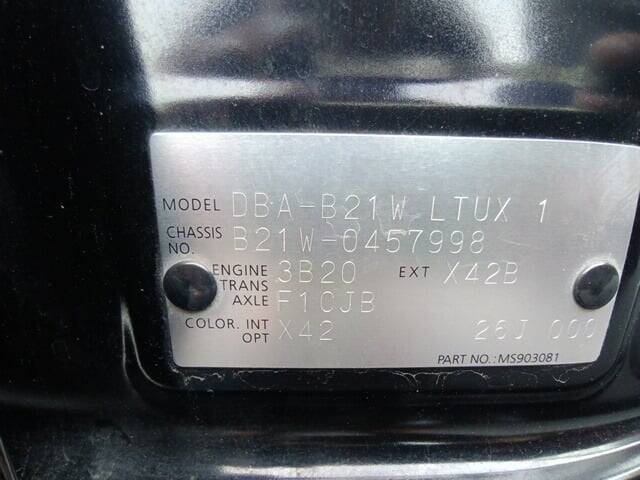 MODEL DBA-B21W LTUX 1
CHASSIS NO. B21W-0457998
ENGINE 3B20 EXT X42B
TRANS AXLE F1CJB
COLOR. INT X42 26J 000
OPT
PART NO.: MS903081